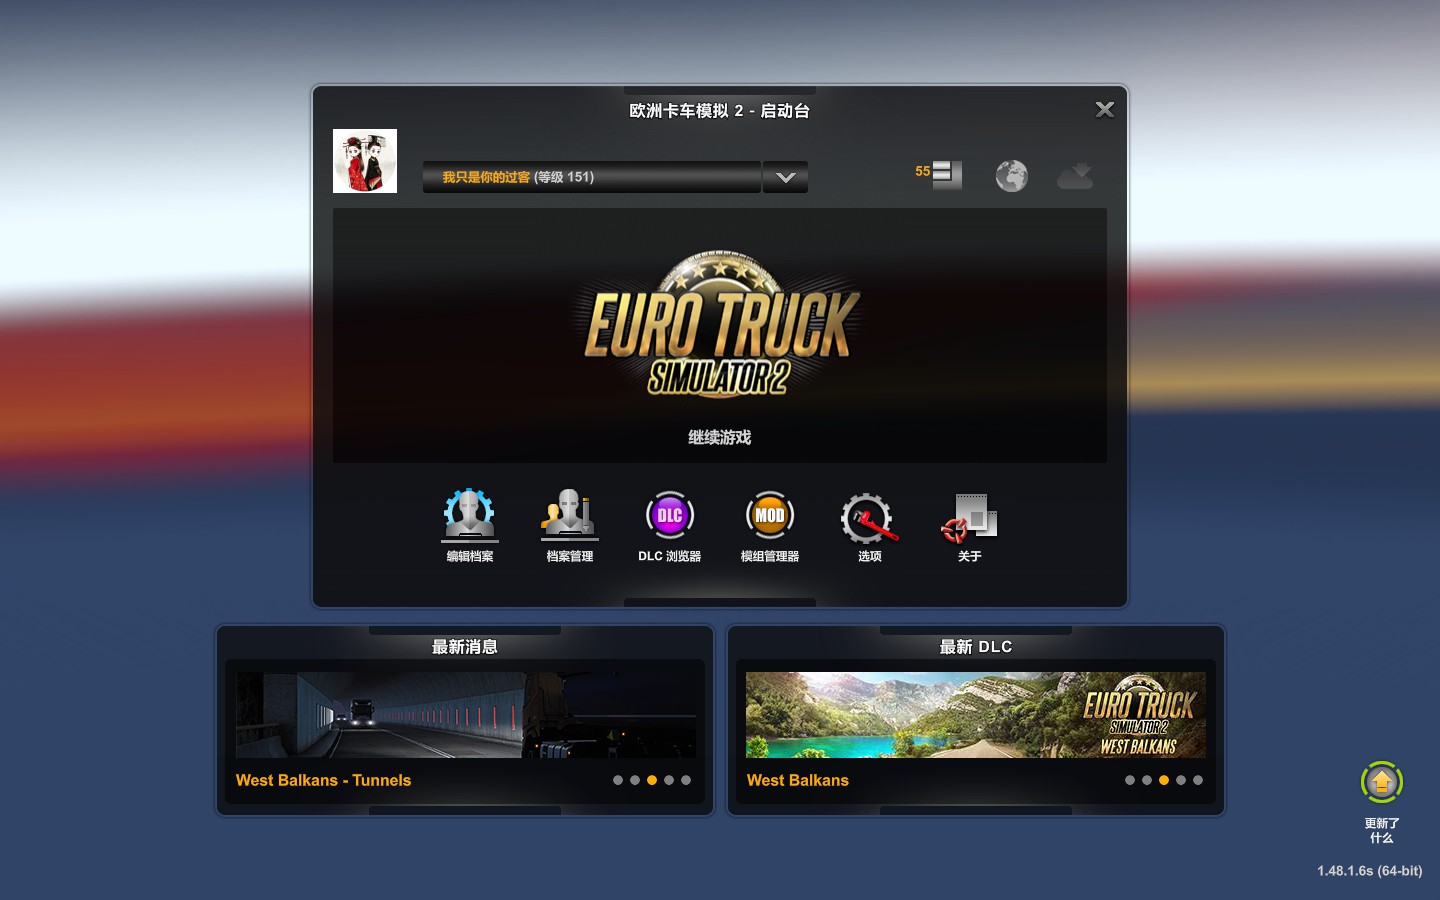 欧洲卡车模拟 2 - 启动台
我只是你的过客 (等级 151)
55
EURO TRUCK
SIMULATOR 2
继续游戏
编辑档案
档案管理
DLC
DLC 浏览器
MOD
模组管理器
选项
关于
最新消息
West Balkans - Tunnels
最新 DLC
EURO TRUCK
SIMULATOR 2
WEST BALKANS
West Balkans
更新了
什么
1.48.1.6s (64-bit)